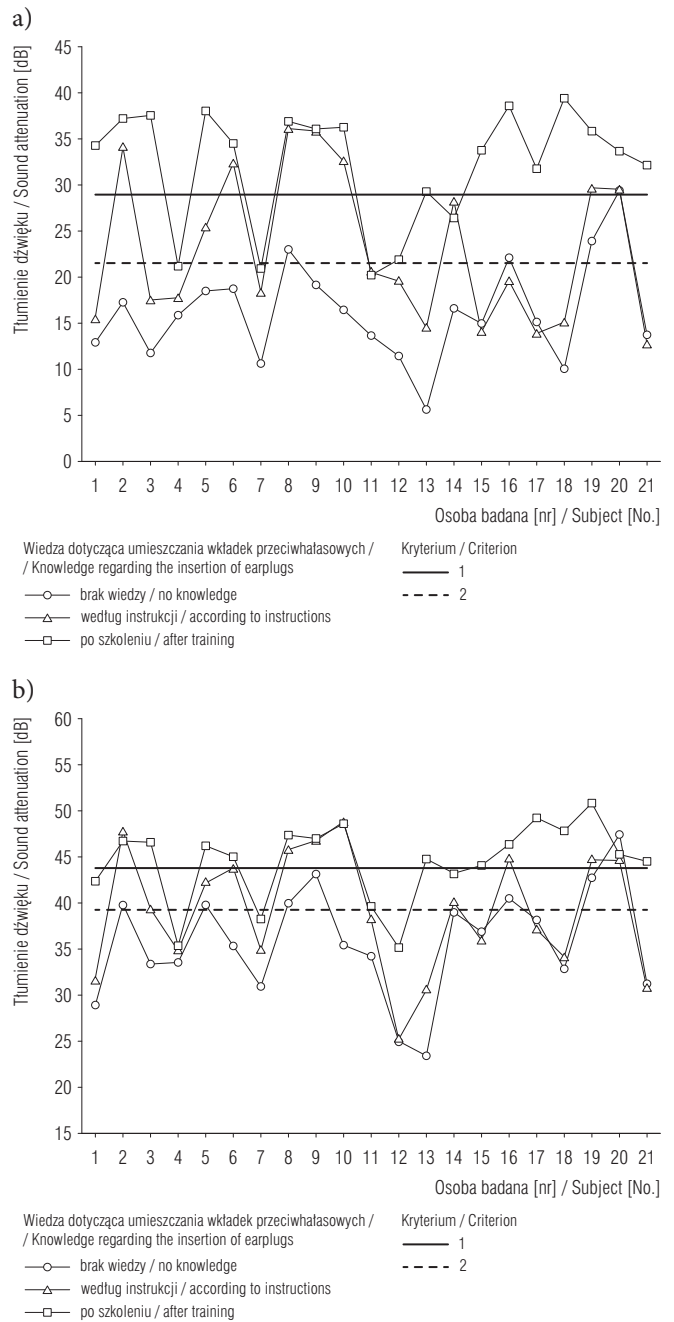 a)
Tłumienie dźwięku / Sound attenuation [dB]
45
40
35
30
25
20
15
10
5
0
1 2 3 4 5 6 7 8 9 10 11 12 13 14 15 16 17 18 19 20 21
Osoba badana [nr] / Subject [No.]
Wiedza dotycząca umieszczania wkładek przeciwhałasowych /
/ Knowledge regarding the insertion of earplugs
brak wiedzy / no knowledge
według instrukcji / according to instructions
po szkoleniu / after training
Kryterium / Criterion
1
2
b)
Tłumienie dźwięku / Sound attenuation [dB]
60
55
50
45
40
35
30
25
20
15
1 2 3 4 5 6 7 8 9 10 11 12 13 14 15 16 17 18 19 20 21
Osoba badana [nr] / Subject [No.]
Wiedza dotycząca umieszczania wkładek przeciwhałasowych /
/ Knowledge regarding the insertion of earplugs
brak wiedzy / no knowledge
według instrukcji / according to instructions
po szkoleniu / after training
Kryterium / Criterion
1
2